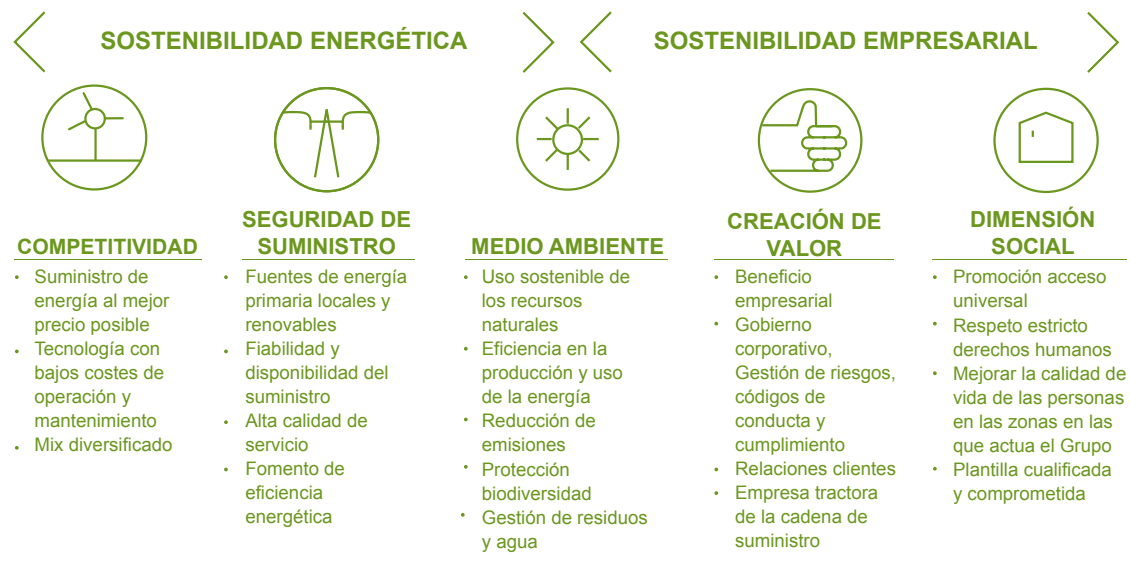 SOSTENIBILIDAD ENERGÉTICA
SOSTENIBILIDAD EMPRESARIAL
COMPETITIVIDAD
• Suministro de
energía al mejor
precio posible
• Tecnología con
bajos costes de
operación y
mantenimiento
• Mix diversificado
SEGURIDAD DE
SUMINISTRO
• Fuentes de energía
primaria locales y
renovables
• Fiabilidad y
disponibilidad del
suministro
• Alta calidad de
servicio
• Fomento de
eficiencia
energética
MEDIO AMBIENTE
• Uso sostenible de
los recursos
naturales
• Eficiencia en la
producción y uso
de la energía
• Reducción de
emisiones
• Protección
biodiversidad
• Gestión de residuos
y agua
CREACIÓN DE
VALOR
• Beneficio
empresarial
• Gobierno
corporativo,
Gestión de riesgos,
códigos de
conducta y
cumplimiento
• Relaciones clientes
• Empresa tractora
de la cadena de
suministro
DIMENSIÓN
SOCIAL
• Promoción acceso
universal
• Respeto estricto
derechos humanos
• Mejorar la calidad de
vida de las personas
en las zonas en las
que actua el Grupo
• Plantilla cualificada
y comprometida